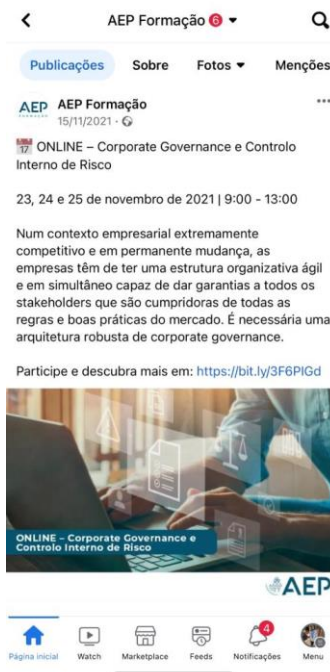 AEP Formação 6
Publicações Sobre Fotos Menções
AEP
FORMAÇÃO
AEP Formação
15/11/2021 ·
17 ONLINE – Corporate Governance e Controlo
Interno de Risco
23, 24 e 25 de novembro de 2021 | 9:00 - 13:00
Num contexto empresarial extremamente
competitivo e em permanente mudança, as
empresas têm de ter uma estrutura organizativa ágil
e em simultâneo capaz de dar garantias a todos os
stakeholders que são cumpridoras de todas as
regras e boas práticas do mercado. É necessária uma
arquitetura robusta de corporate governance.
Participe e descubra mais em: https://bit.ly/3F6PlGd
ONLINE – Corporate Governance e
Controlo Interno de Risco
AEP
4
Página inicial Watch Marketplace Feeds Notificações Menu